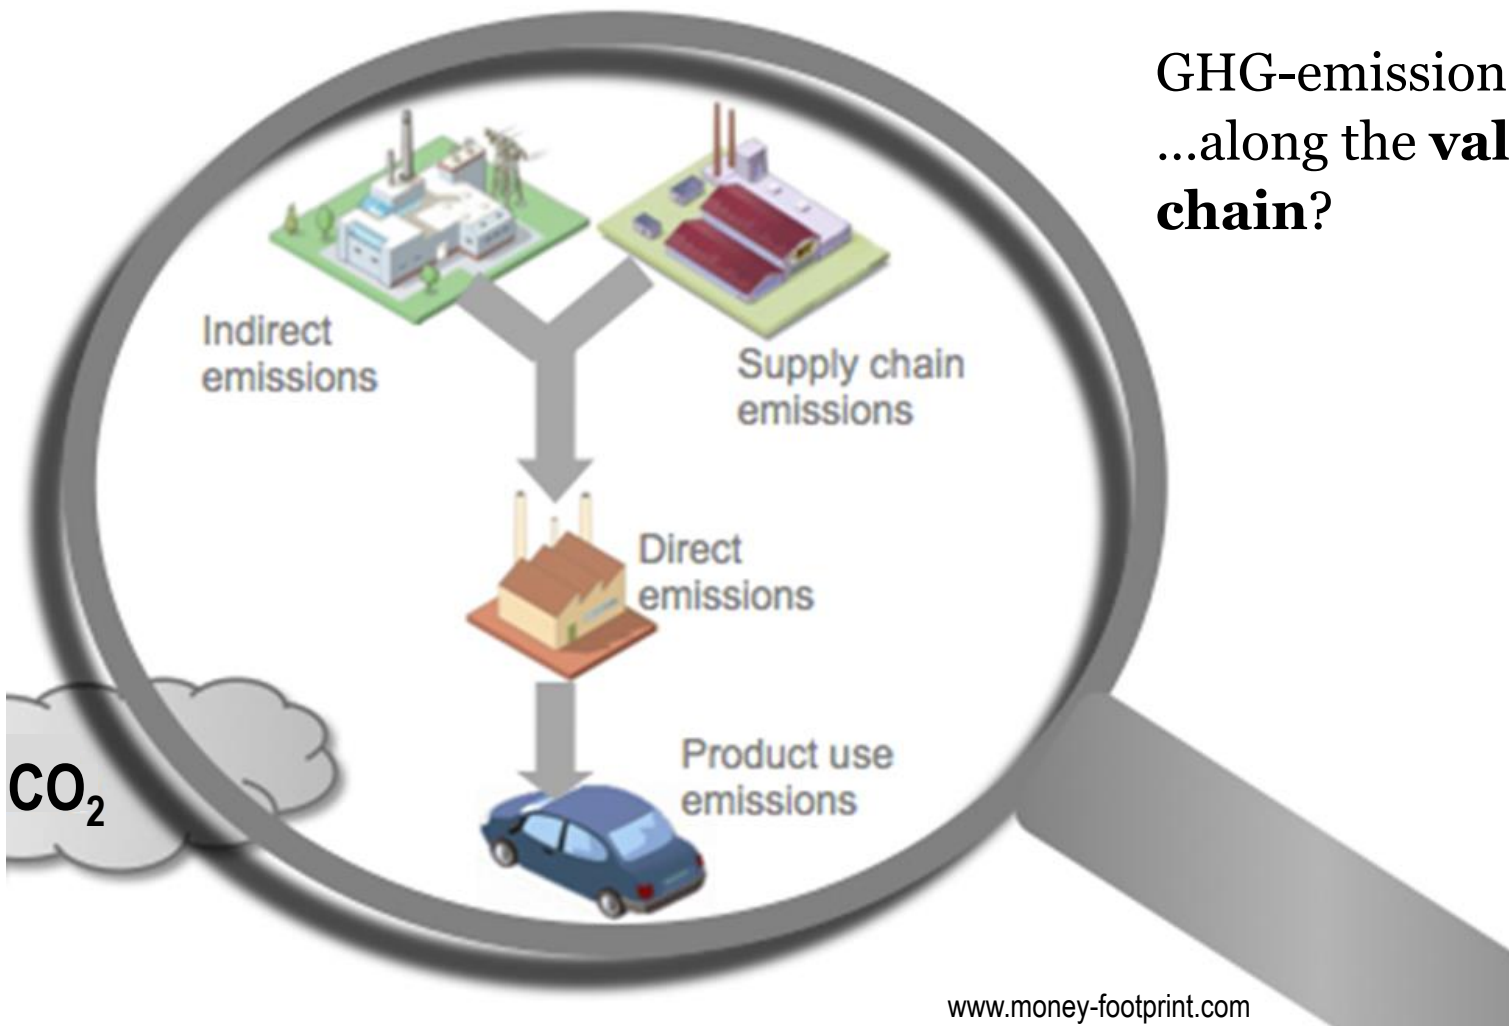 GHG-emission
...along the val
chain?
Indirect
emissions
Supply chain
emissions
Direct
emissions
Product use
emissions
CO₂
www.money-footprint.com